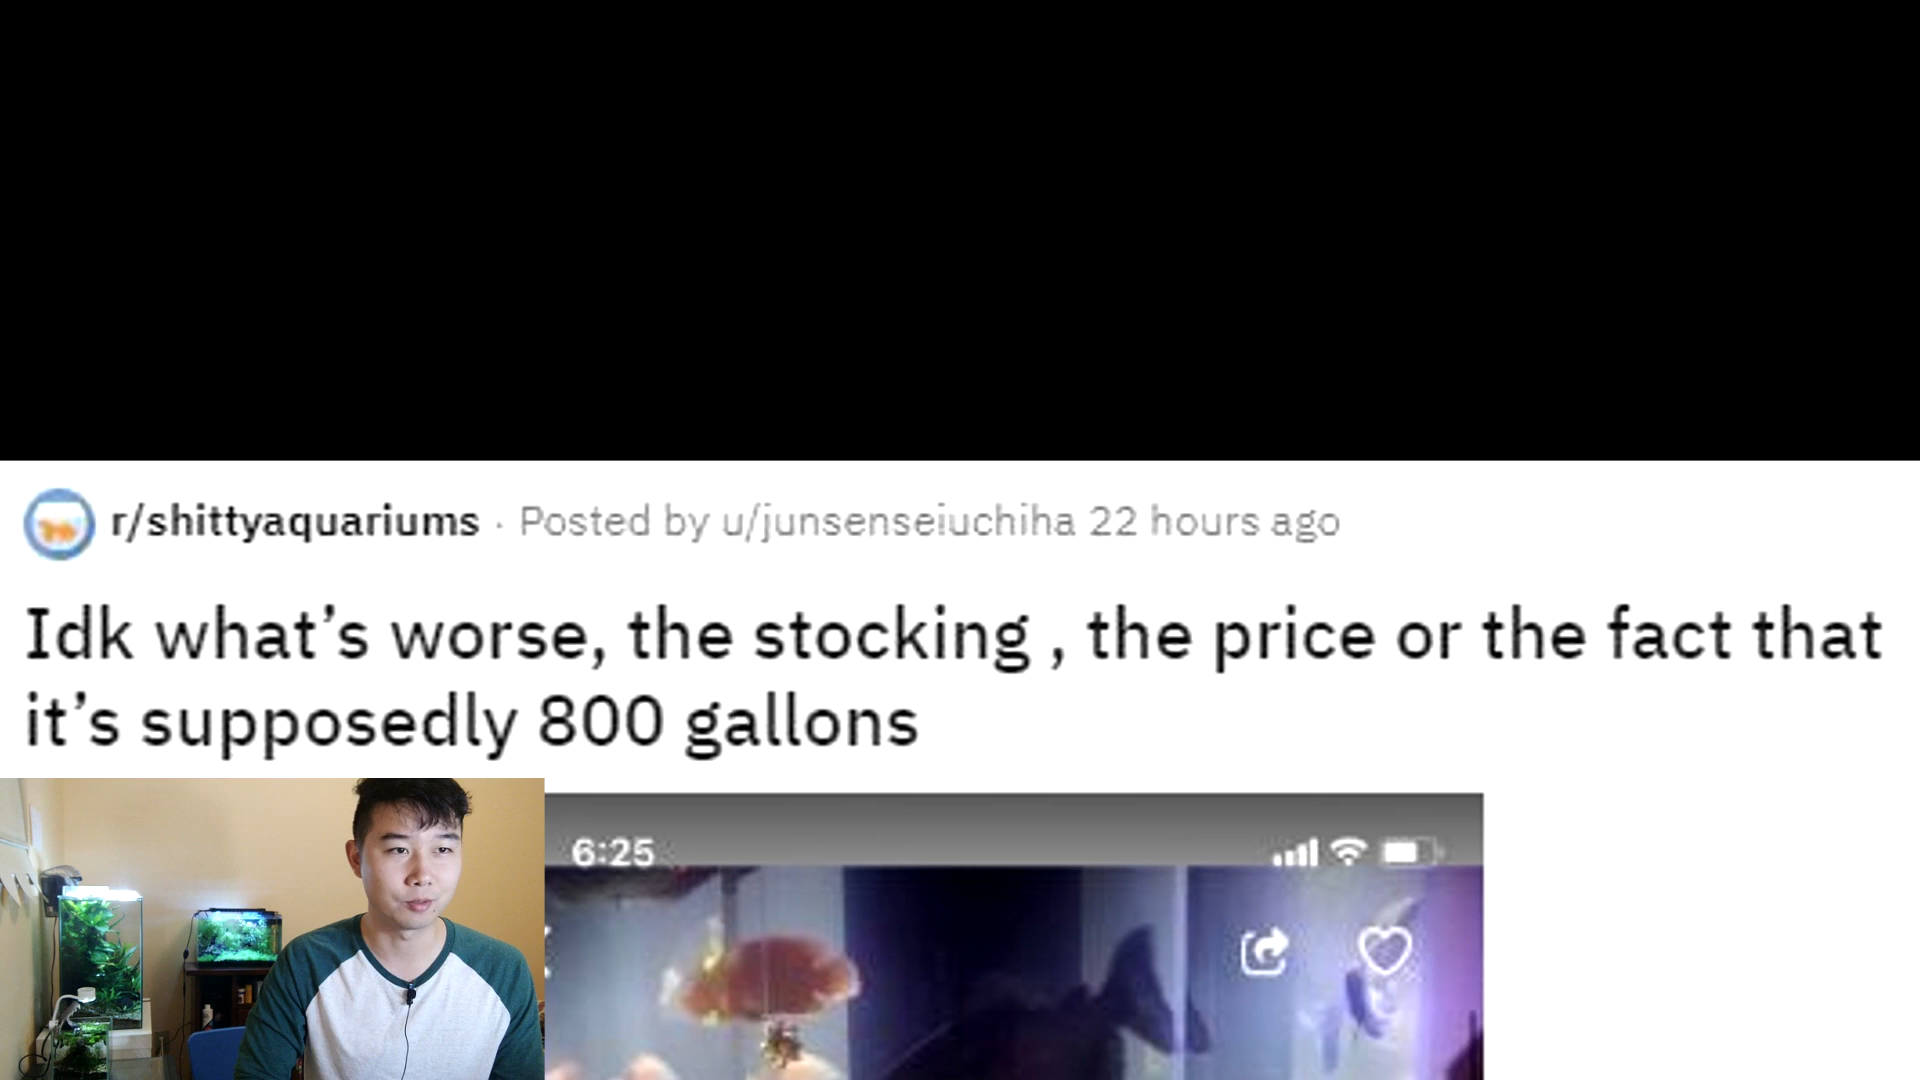 r/shittyaquariums · Posted by u/junsenseiuchiha 22 hours ago
Idk what’s worse, the stocking , the price or the fact that
it’s supposedly 800 gallons
6:25